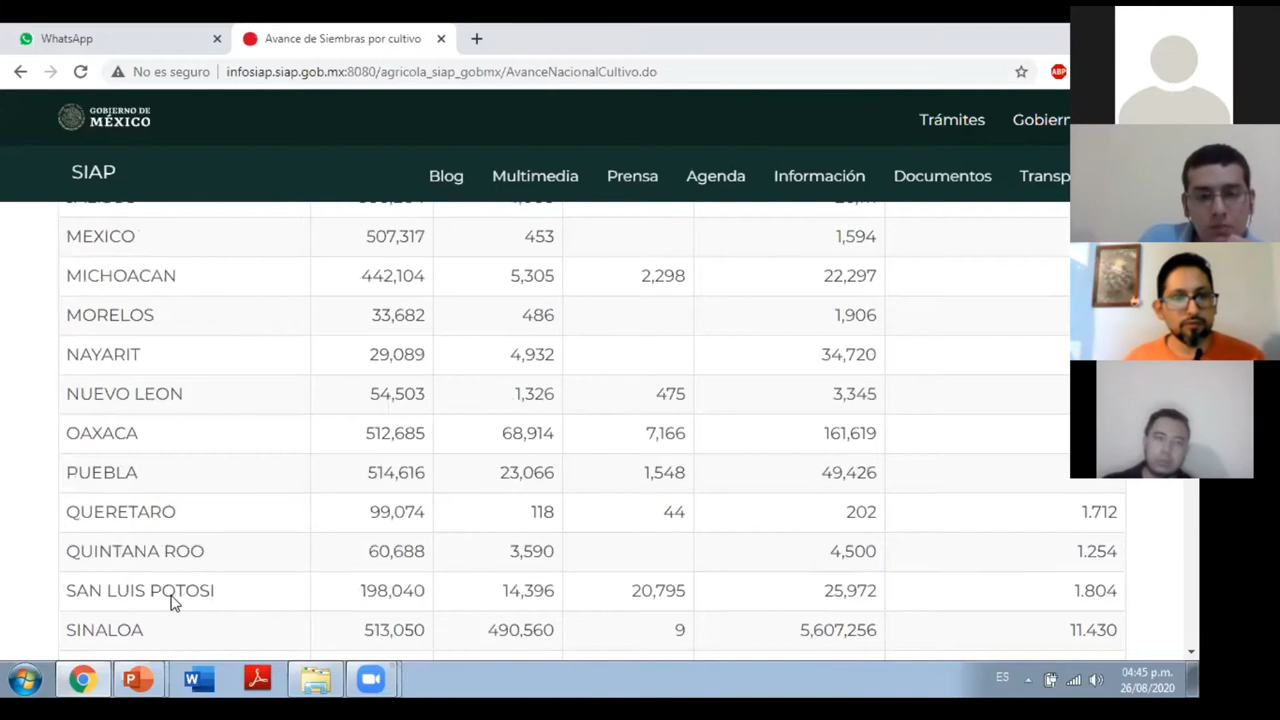 WhatsApp Avance de Siembras por cultivo
No es seguro infosiap.siap.gob.mx:8080/agricola_siap_gobmx/AvanceNacionalCultivo.do ABP
GOBIERNO DE
MÉXICO
Trámites Gobiern
SIAP Blog Multimedia Prensa Agenda Información Documentos Transp
MEXICO 507,317 453 1,594
MICHOACAN 442,104 5,305 2,298 22,297
MORELOS 33,682 486 1,906
NAYARIT 29,089 4,932 34,720
NUEVO LEON 54,503 1,326 475 3,345
OAXACA 512,685 68,914 7,166 161,619
PUEBLA 514,616 23,066 1,548 49,426
QUERETARO 99,074 118 44 202 1.712
QUINTANA ROO 60,688 3,590 4,500 1.254
SAN LUIS POTOSI 198,040 14,396 20,795 25,972 1.804
SINALOA 513,050 490,560 9 5,607,256 11.430
ES 04:45 p.m.
26/08/2020